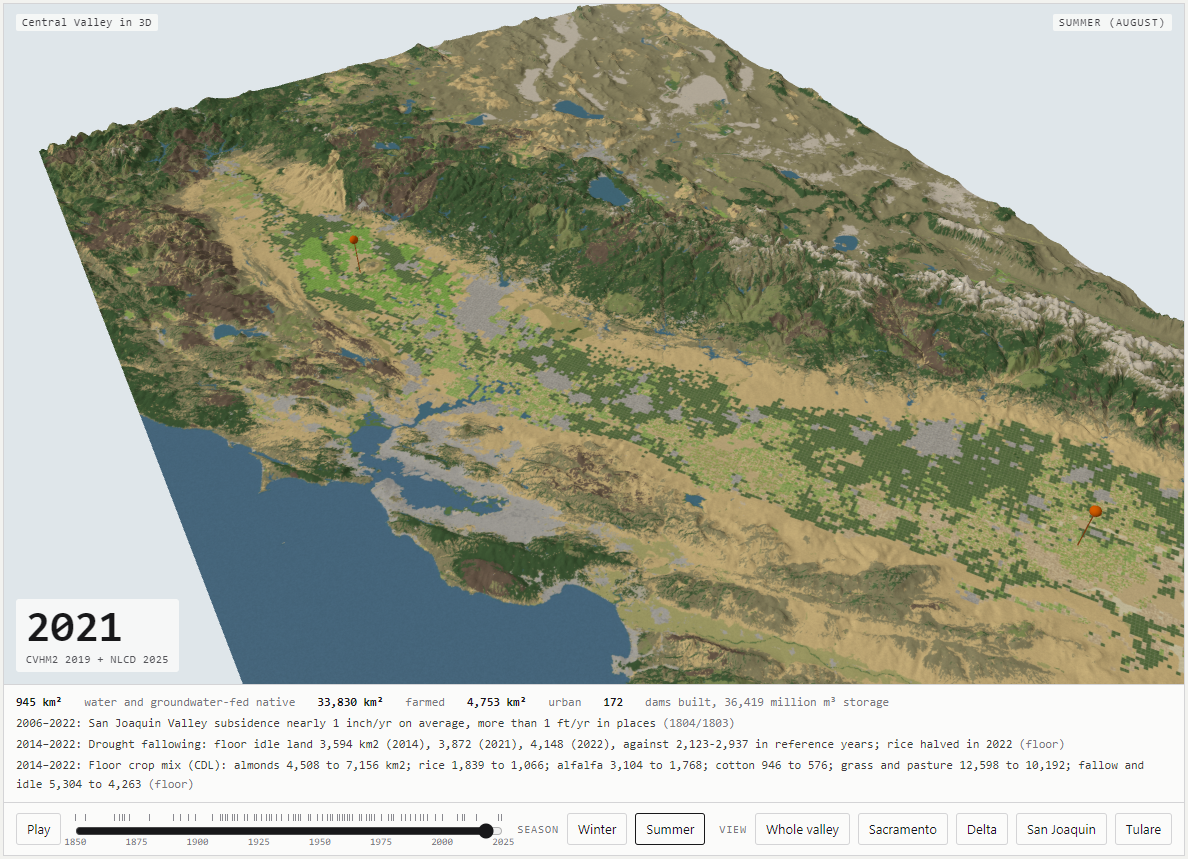 Central Valley in 3D
SUMMER (AUGUST)
2021
CVHM2 2019 + NLCD 2025
945 km² water and groundwater-fed native 33,830 km² farmed 4,753 km² urban 172 dams built, 36,419 million m³ storage
2006–2022: San Joaquin Valley subsidence nearly 1 inch/yr on average, more than 1 ft/yr in places (1804/1803)
2014–2022: Drought fallowing: floor idle land 3,594 km2 (2014), 3,872 (2021), 4,148 (2022), against 2,123-2,937 in reference years; rice halved in 2022 (floor)
2014–2022: Floor crop mix (CDL): almonds 4,508 to 7,156 km2; rice 1,839 to 1,066; alfalfa 3,104 to 1,768; cotton 946 to 576; grass and pasture 12,598 to 10,192; fallow and
idle 5,304 to 4,263 (floor)
Play
1850 1875 1900 1925 1950 1975 2000 2025
SEASON Winter Summer VIEW Whole valley Sacramento Delta San Joaquin Tulare